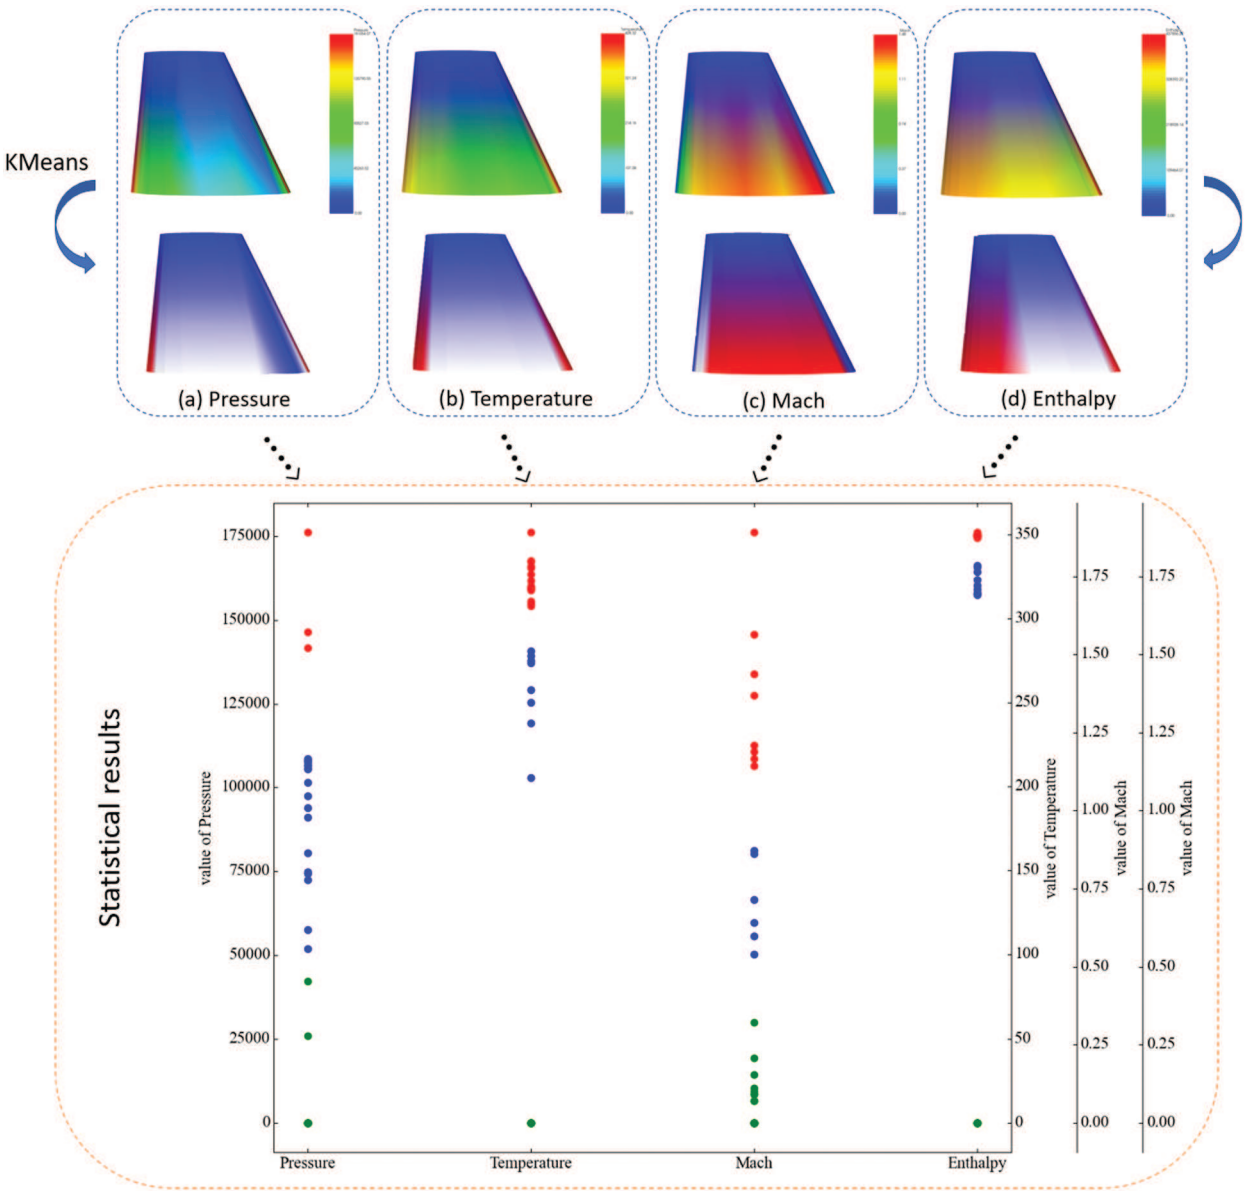 KMeans
(a) Pressure
(b) Temperature
(c) Mach
(d) Enthalpy
Statistical results
value of Pressure
175000
150000
125000
100000
75000
50000
25000
0
Pressure
Temperature
Mach
Enthalpy
350
300
250
200
150
100
50
0
value of Temperature
1.75
1.50
1.25
1.00
0.75
0.50
0.25
0.00
value of Mach
1.75
1.50
1.25
1.00
0.75
0.50
0.25
0.00
value of Mach